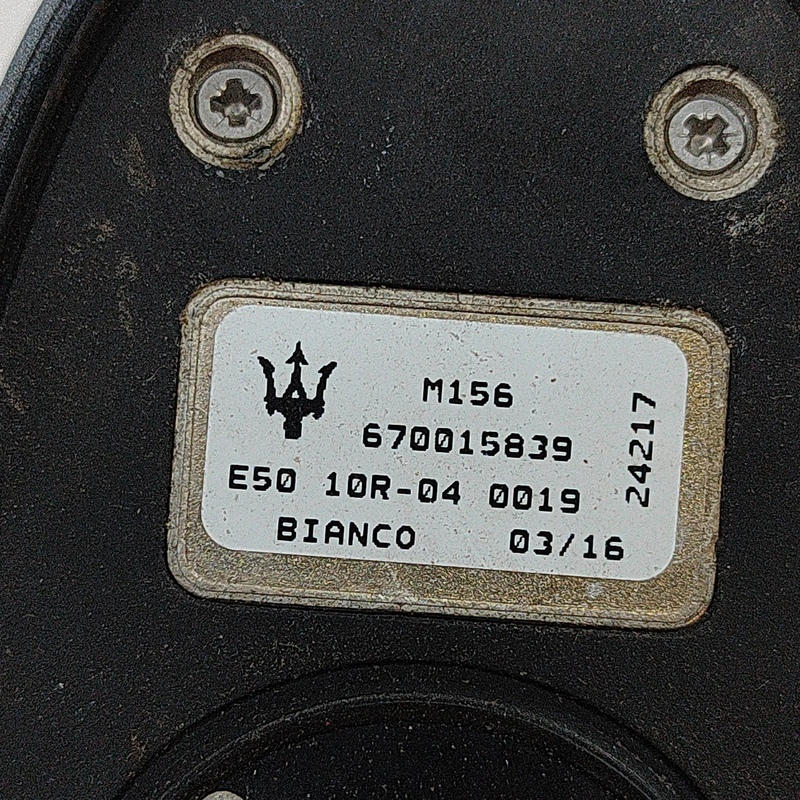 M156
670015839
E50 10R-04 0019
BIANCO 03/16
24217